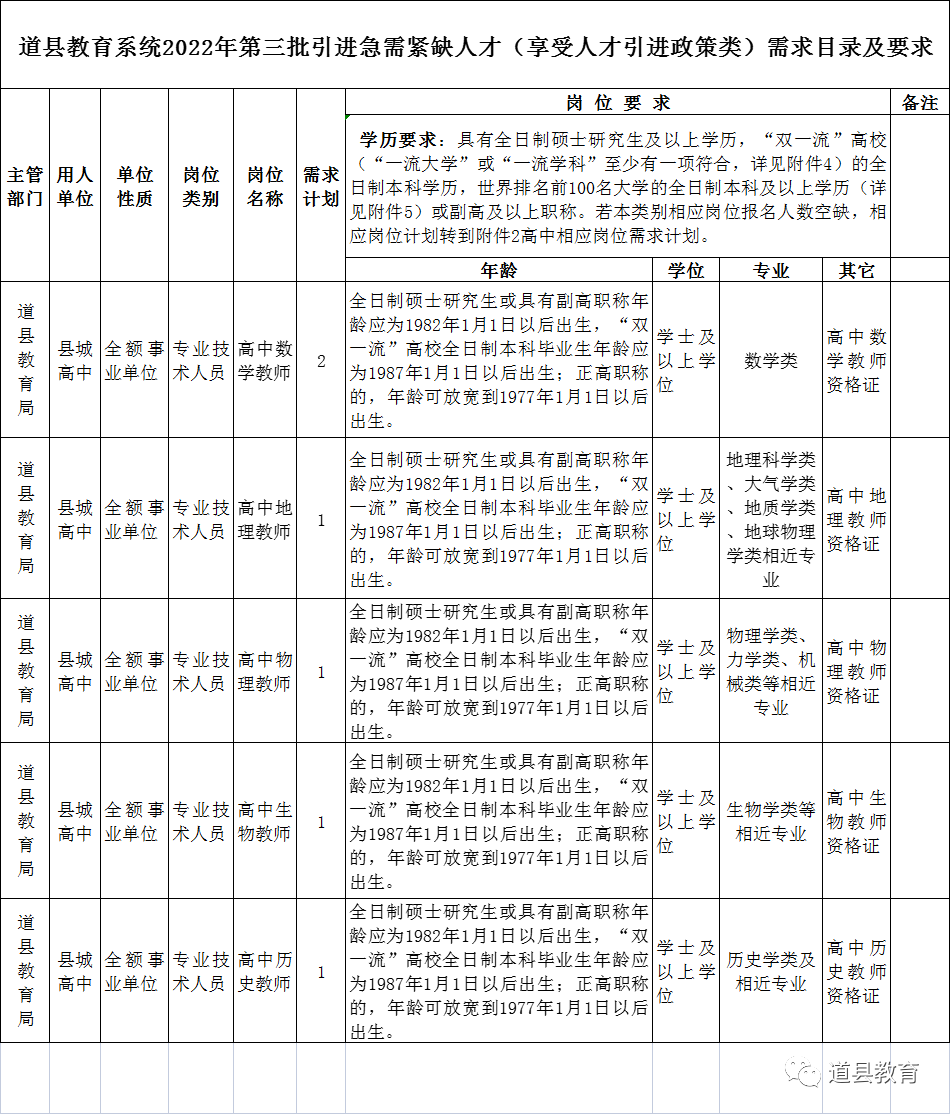 道县教育系统2022年第三批引进急需紧缺人才（享受人才引进政策类）需求目录及要求
主管
部门
用人
单位
单位
性质
岗位
类别
岗位
名称
需求
计划
岗 位 要 求
备注
学历要求：具有全日制硕士研究生及以上学历，“双一流”高校
（“一流大学”或“一流学科”至少有一项符合，详见附件4）的全
日制本科学历，世界排名前100名大学的全日制本科及以上学历（详
见附件5）或副高及以上职称。若本类别相应岗位报名人数空缺，相
应岗位计划转到附件2高中相应岗位需求计划。
年龄
学位
专业
其它
道
县
教
育
局
县城
高中
全额事
业单位
专业技
术人员
高中数
学教师
2
全日制硕士研究生或具有副高职称年
龄应为1982年1月1日以后出生，“双
一流”高校全日制本科毕业生年龄应
为1987年1月1日以后出生；正高职称
的，年龄可放宽到1977年1月1日以后
出生。
学士及
以上学
位
数学类
高中数
学教师
资格证
道
县
教
育
局
县城
高中
全额事
业单位
专业技
术人员
高中地
理教师
1
全日制硕士研究生或具有副高职称年
龄应为1982年1月1日以后出生，“双
一流”高校全日制本科毕业生年龄应
为1987年1月1日以后出生；正高职称
的，年龄可放宽到1977年1月1日以后
出生。
学士及
以上学
位
地理科学类
、大气学类
、地质学类
、地球物理
学类相近专
业
高中地
理教师
资格证
道
县
教
育
局
县城
高中
全额事
业单位
专业技
术人员
高中物
理教师
1
全日制硕士研究生或具有副高职称年
龄应为1982年1月1日以后出生，“双
一流”高校全日制本科毕业生年龄应
为1987年1月1日以后出生；正高职称
的，年龄可放宽到1977年1月1日以后
出生。
学士及
以上学
位
物理学类、
力学类、机
械类等相近
专业
高中物
理教师
资格证
道
县
教
育
局
县城
高中
全额事
业单位
专业技
术人员
高中生
物教师
1
全日制硕士研究生或具有副高职称年
龄应为1982年1月1日以后出生，“双
一流”高校全日制本科毕业生年龄应
为1987年1月1日以后出生；正高职称
的，年龄可放宽到1977年1月1日以后
出生。
学士及
以上学
位
生物学类等
相近专业
高中生
物教师
资格证
道
县
教
育
局
县城
高中
全额事
业单位
专业技
术人员
高中历
史教师
1
全日制硕士研究生或具有副高职称年
龄应为1982年1月1日以后出生，“双
一流”高校全日制本科毕业生年龄应
为1987年1月1日以后出生；正高职称
的，年龄可放宽到1977年1月1日以后
出生。
学士及
以上学
位
历史学类及
相近专业
高中历
史教师
资格证
道县教育